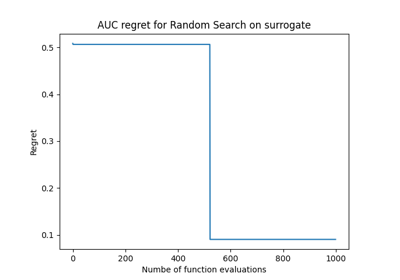 AUC regret for Random Search on surrogate
0.5
0.4
0.3
0.2
0.1
Regret
0 200 400 600 800 1000
Numbe of function evaluations